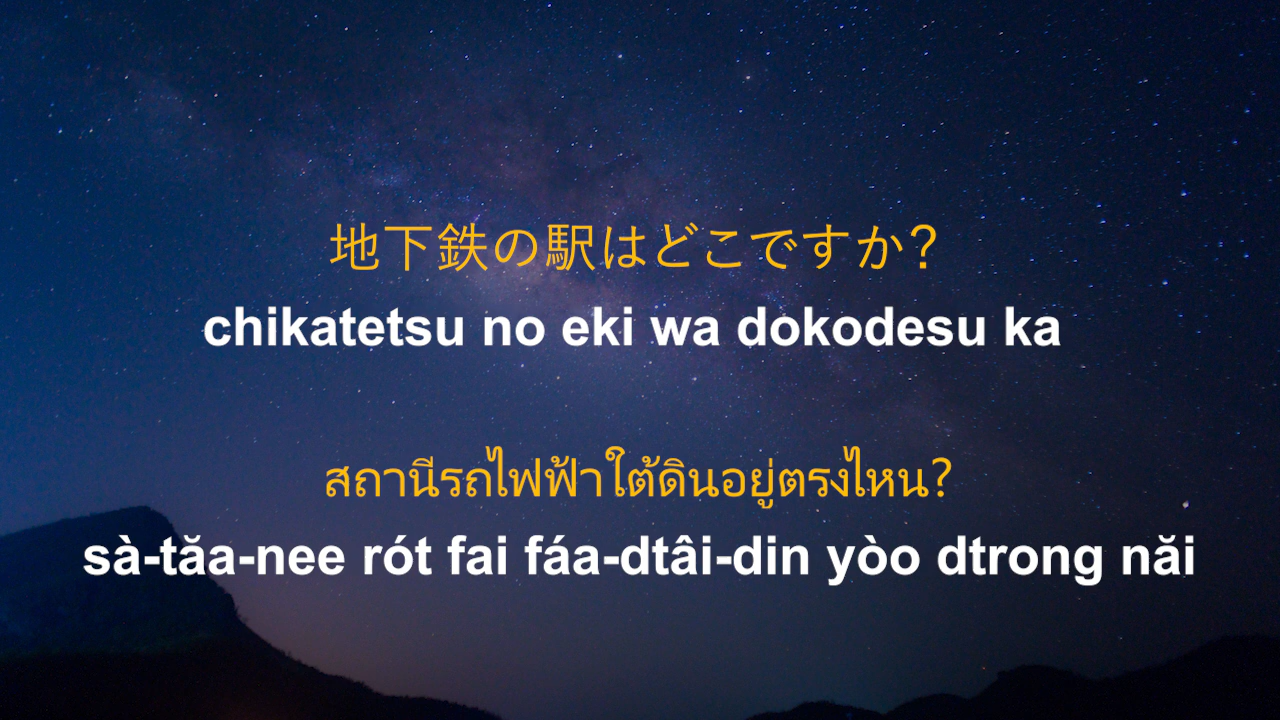 地下鉄の駅はどこですか?
chikatetsu no eki wa dokodesu ka
สถานีรถไฟฟ้าใต้ดินอยู่ตรงไหน?
sà-tăa-nee rót fai fáa-dtâi-din yòo dtrong năi